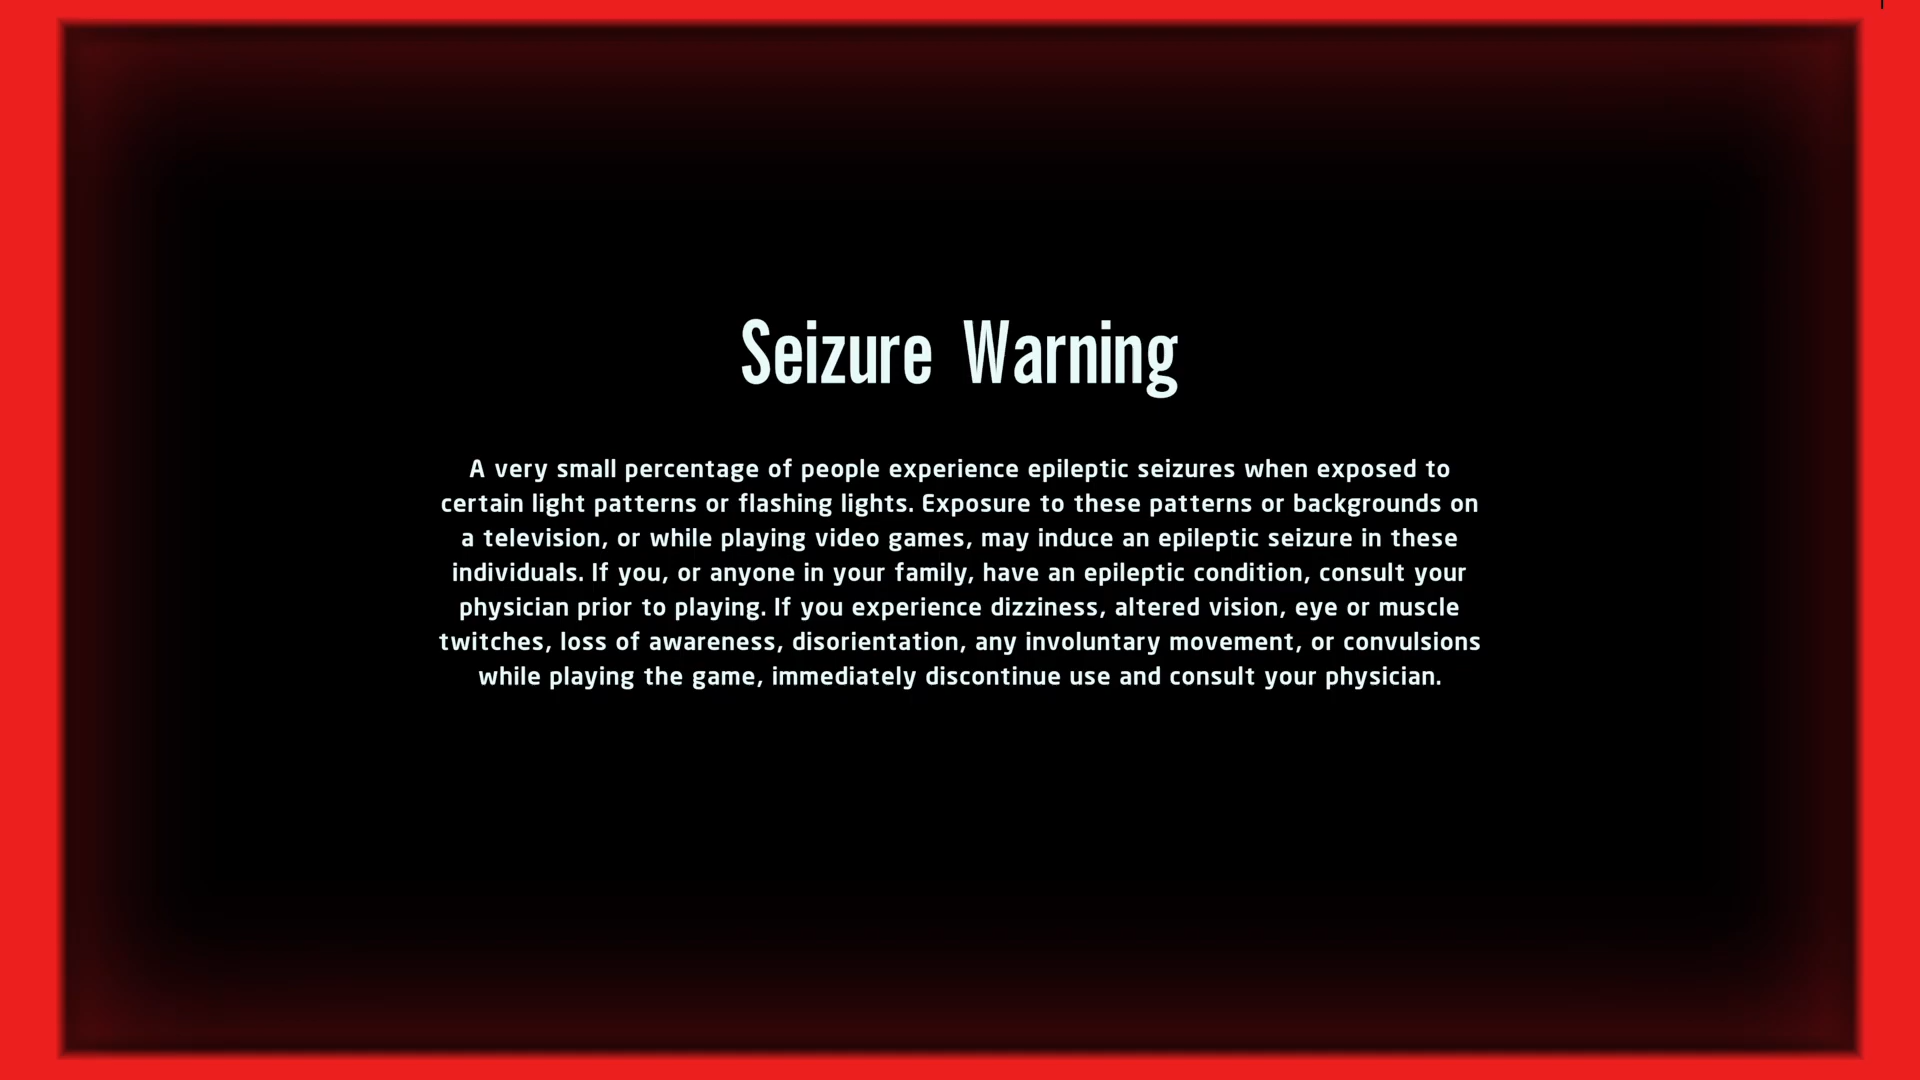 Seizure Warning
A very small percentage of people experience epileptic seizures when exposed to
certain light patterns or flashing lights. Exposure to these patterns or backgrounds on
a television, or while playing video games, may induce an epileptic seizure in these
individuals. If you, or anyone in your family, have an epileptic condition, consult your
physician prior to playing. If you experience dizziness, altered vision, eye or muscle
twitches, loss of awareness, disorientation, any involuntary movement, or convulsions
while playing the game, immediately discontinue use and consult your physician.